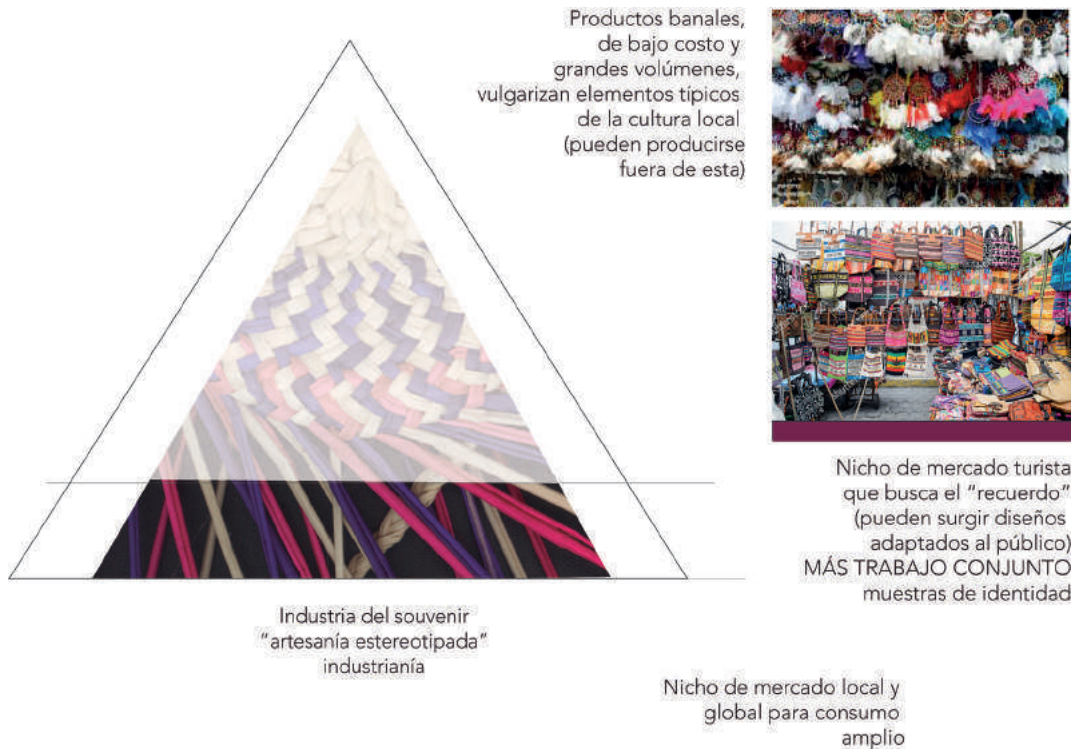 Productos banales,
de bajo costo y
grandes volúmenes,
vulgarizan elementos típicos
de la cultura local
(pueden producirse
fuera de esta)
Nicho de mercado turista
que busca el "recuerdo"
(pueden surgir diseños
adaptados al público)
MÁS TRABAJO CONJUNTO
muestras de identidad
Industria del souvenir
"artesanía estereotipada"
industrianía
Nicho de mercado local y
global para consumo
amplio